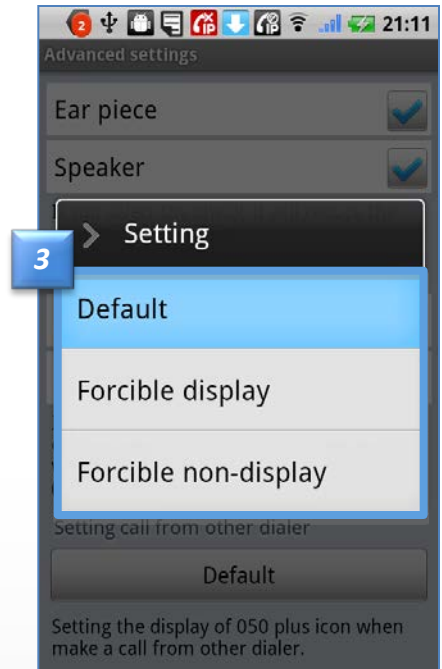 2
21:11
Advanced settings
Ear piece
Speaker
3
Setting
Default
Forcible display
Forcible non-display
Setting call from other dialer
Default
Setting the display of 050 plus icon when
make a call from other dialer.